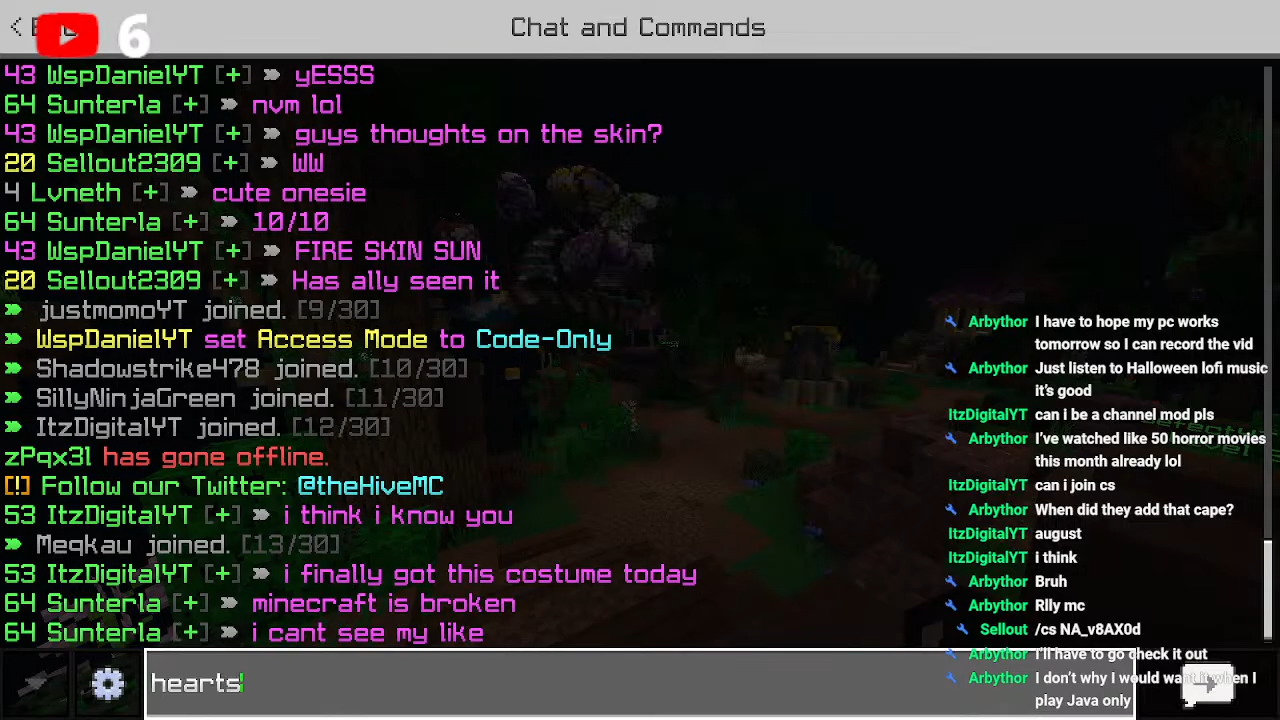 Chat and Commands
6
43 WspDanielYT [+] » yESSS
64 Sunterla [+] » nvm lol
43 WspDanielYT [+] » guys thoughts on the skin?
20 Sellout2309 [+] » WW
4 Lvneth [+] » cute onesie
64 Sunterla [+] » 10/10
43 WspDanielYT [+] » FIRE SKIN SUN
20 Sellout2309 [+] » Has ally seen it
» justmomoYT joined. [9/30]
» WspDanielYT set Access Mode to Code-Only
» Shadowstrike478 joined. [10/30]
» SillyNinjaGreen joined. [11/30]
» ItzDigitalYT joined. [12/30]
zPqx3l has gone offline.
[!] Follow our Twitter: @theHiveMC
53 ItzDigitalYT [+] » i think i know you
» Meqkau joined. [13/30]
53 ItzDigitalYT [+] » i finally got this costume today
64 Sunterla [+] » minecraft is broken
64 Sunterla [+] » i cant see my like
hearts
Arbythor I have to hope my pc works
tomorrow so I can record the vid
Arbythor Just listen to Halloween lofi music
it's good
ItzDigitalYT can i be a channel mod pls
Arbythor I've watched like 50 horror movies
this month already lol
ItzDigitalYT can i join cs
Arbythor When did they add that cape?
ItzDigitalYT august
ItzDigitalYT i think
Arbythor Bruh
Arbythor Rlly mc
Sellout /cs NA_v8AX0d
Arbythor I'll have to go check it out
Arbythor I don't why I would want it when I
play Java only